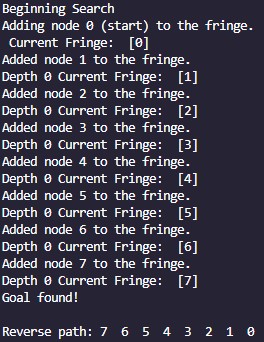 Beginning Search
Adding node 0 (start) to the fringe.
Current Fringe:  [0]
Added node 1 to the fringe.
Depth 0 Current Fringe:  [1]
Added node 2 to the fringe.
Depth 0 Current Fringe:  [2]
Added node 3 to the fringe.
Depth 0 Current Fringe:  [3]
Added node 4 to the fringe.
Depth 0 Current Fringe:  [4]
Added node 5 to the fringe.
Depth 0 Current Fringe:  [5]
Added node 6 to the fringe.
Depth 0 Current Fringe:  [6]
Added node 7 to the fringe.
Depth 0 Current Fringe:  [7]
Goal found!
Reverse path: 7  6  5  4  3  2  1  0